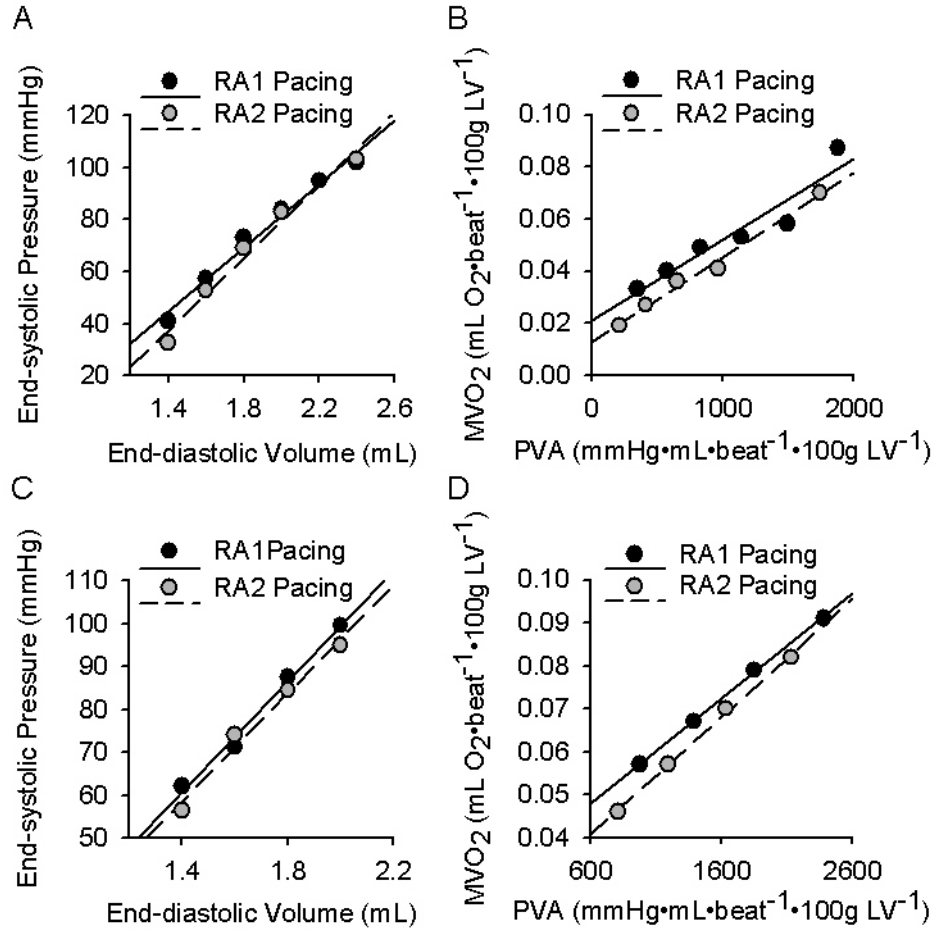 A
RA1 Pacing
RA2 Pacing
End-systolic Pressure (mmHg)
120
100
80
60
40
20
1.4
1.8
2.2
2.6
End-diastolic Volume (mL)
B
RA1 Pacing
RA2 Pacing
MVO2 (mL O2•beat-1•100g LV-1)
0.10
0.08
0.06
0.04
0.02
0.00
0
1000
2000
PVA (mmHg•mL•beat-1•100g LV-1)
C
RA1Pacing
RA2 Pacing
End-systolic Pressure (mmHg)
110
100
90
80
70
60
50
1.4
1.8
2.2
End-diastolic Volume (mL)
D
RA1 Pacing
RA2 Pacing
MVO2 (mL O2•beat-1•100g LV-1)
0.10
0.09
0.08
0.07
0.06
0.05
0.04
600
1600
2600
PVA (mmHg•mL•beat-1•100g LV-1)